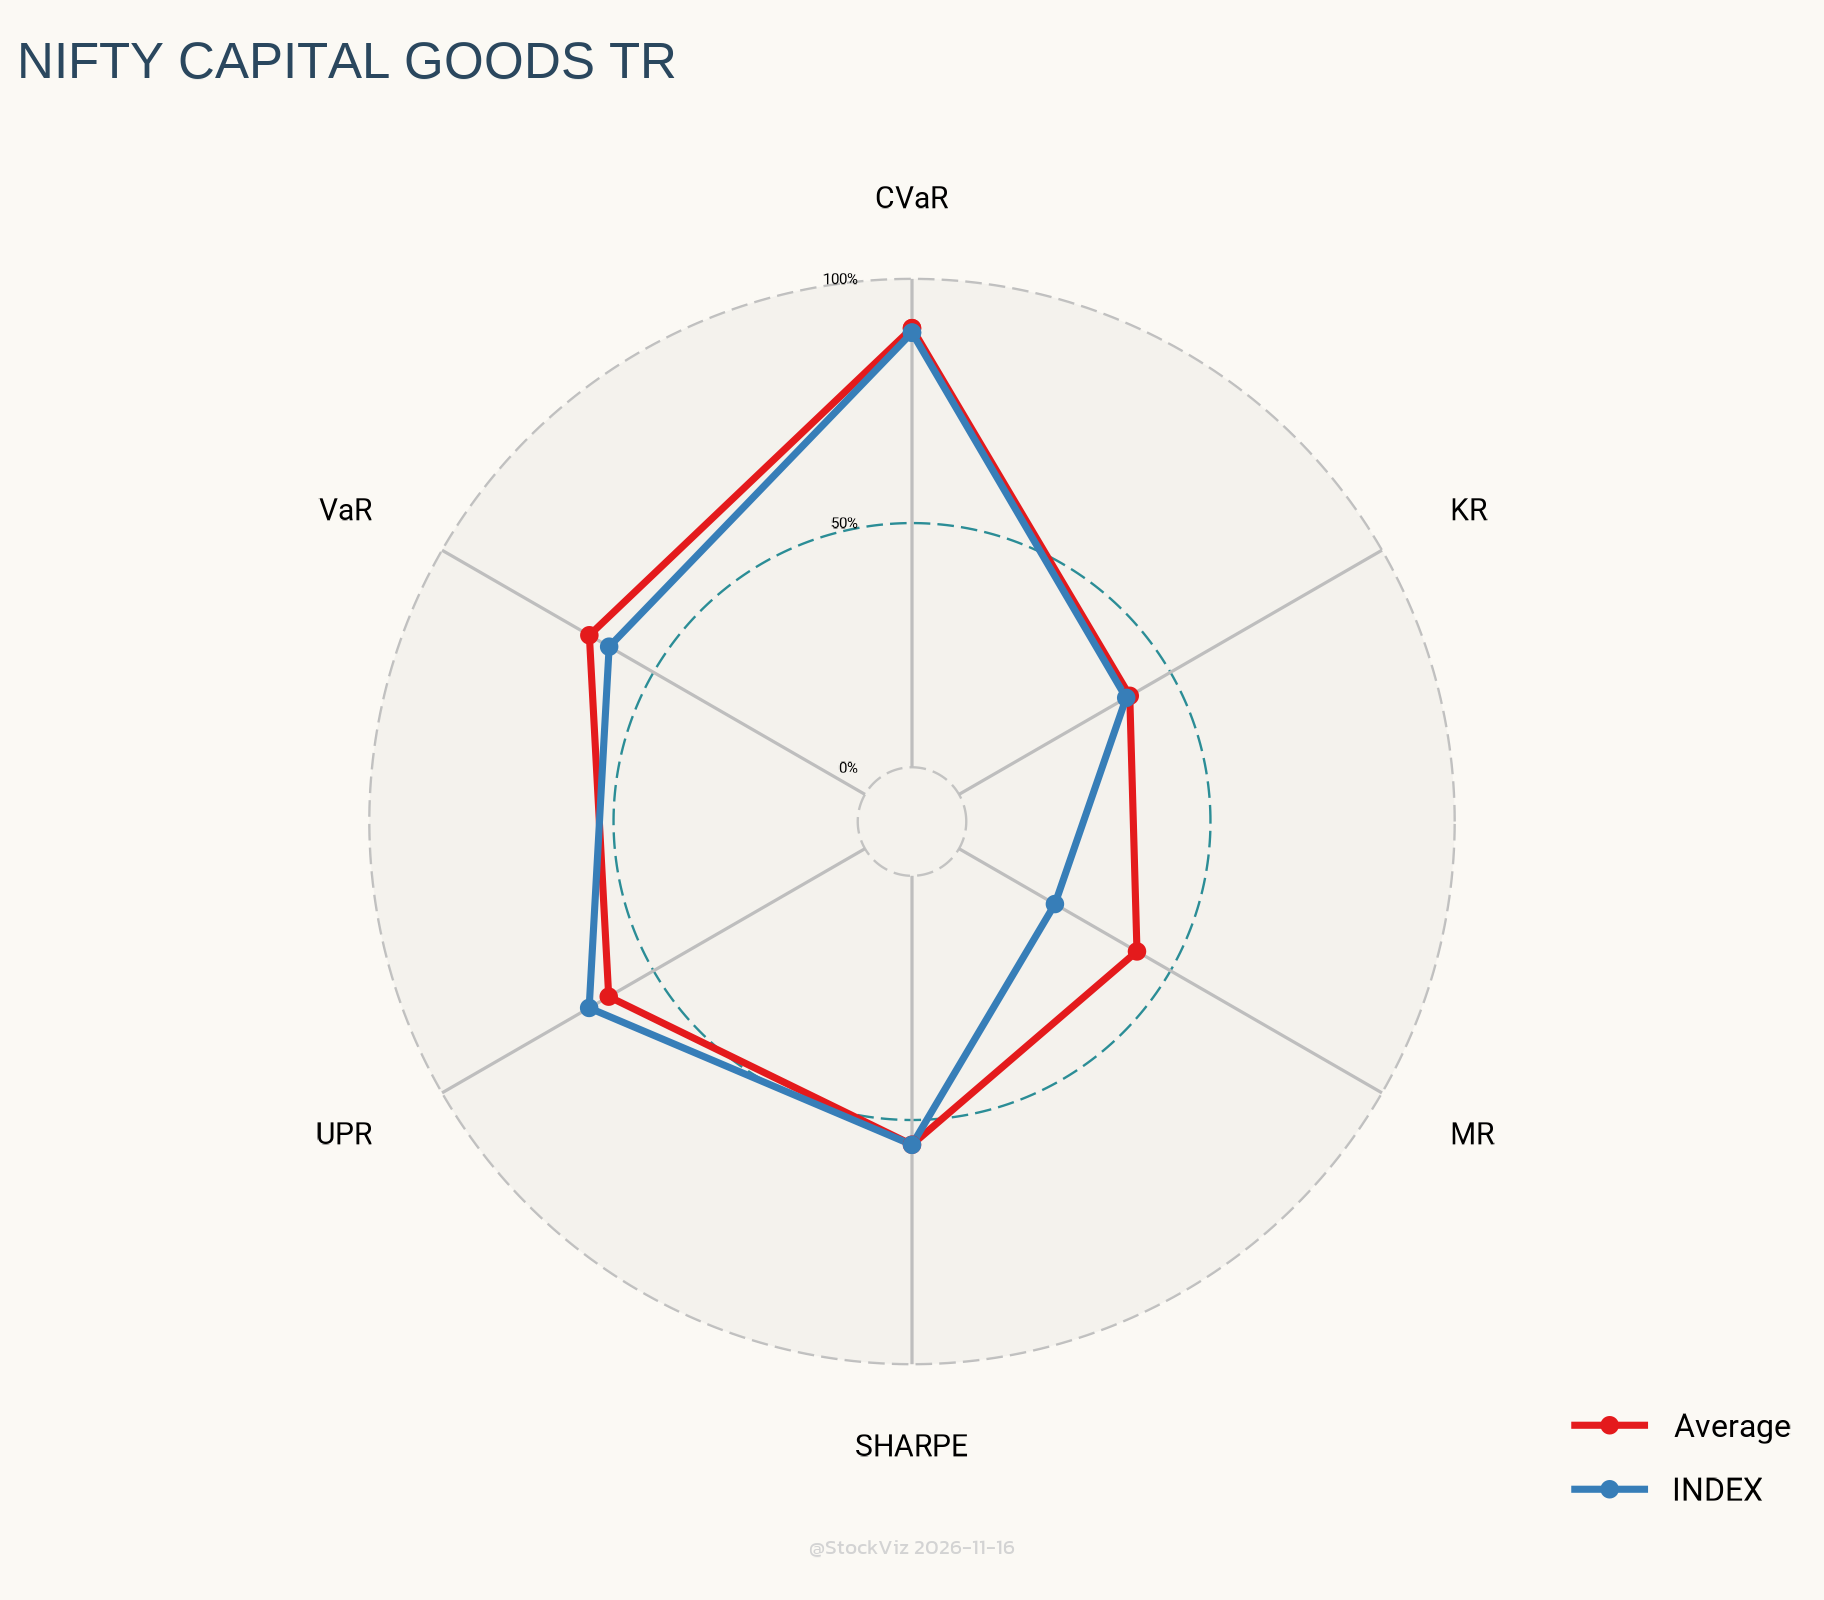 NIFTY CAPITAL GOODS TR
CVaR
100%
VaR
KR
50%
0%
UPR
MR
SHARPE
Average
INDEX
@StockViz 2026-11-16